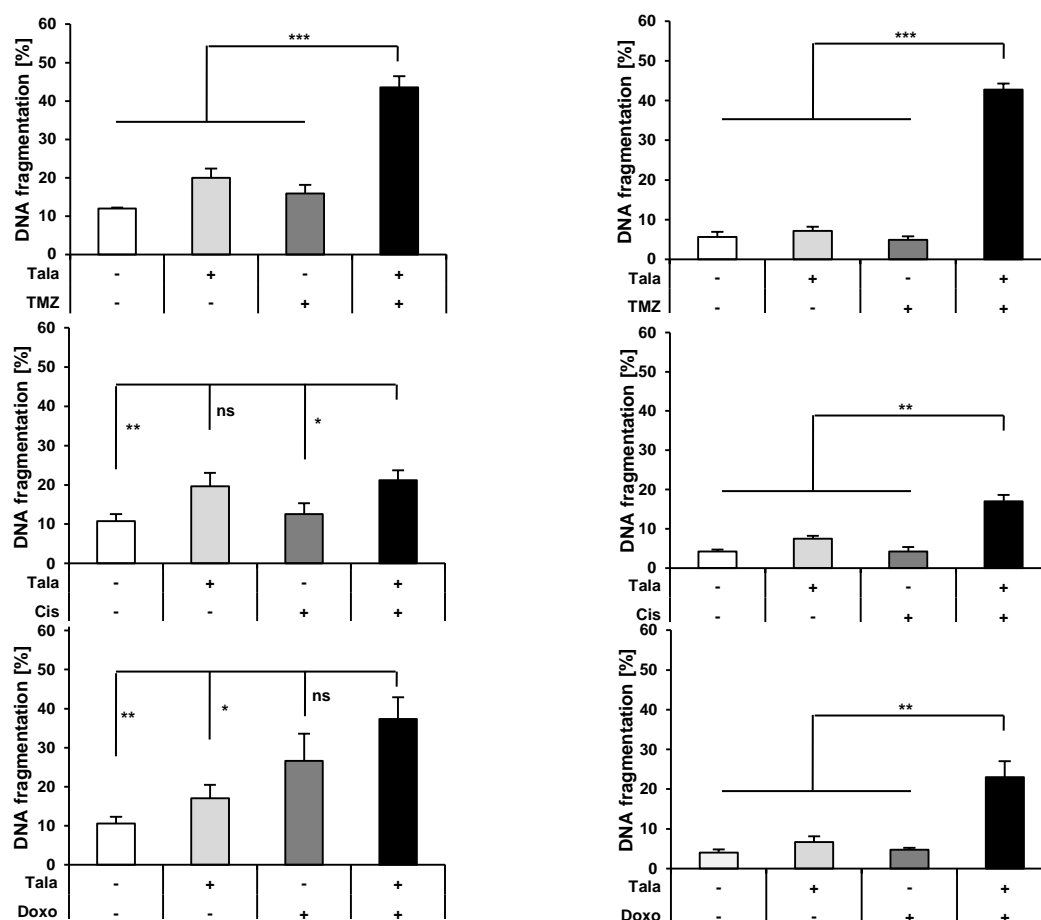 DNA fragmentation [%]
60
50
40
30
20
10
0
***
Tala - + - +
TMZ - - + +
DNA fragmentation [%]
60
50
40
30
20
10
0
***
Tala - + - +
TMZ - - + +
DNA fragmentation [%]
60
50
40
30
20
10
0
** ns *
Tala - + - +
Cis - - + +
DNA fragmentation [%]
60
50
40
30
20
10
0
**
Tala - + - +
Cis - - + +
DNA fragmentation [%]
60
50
40
30
20
10
0
** * ns
Tala - + - +
Doxo - - + +
DNA fragmentation [%]
60
50
40
30
20
10
0
**
Tala - + - +
Doxo - - + +